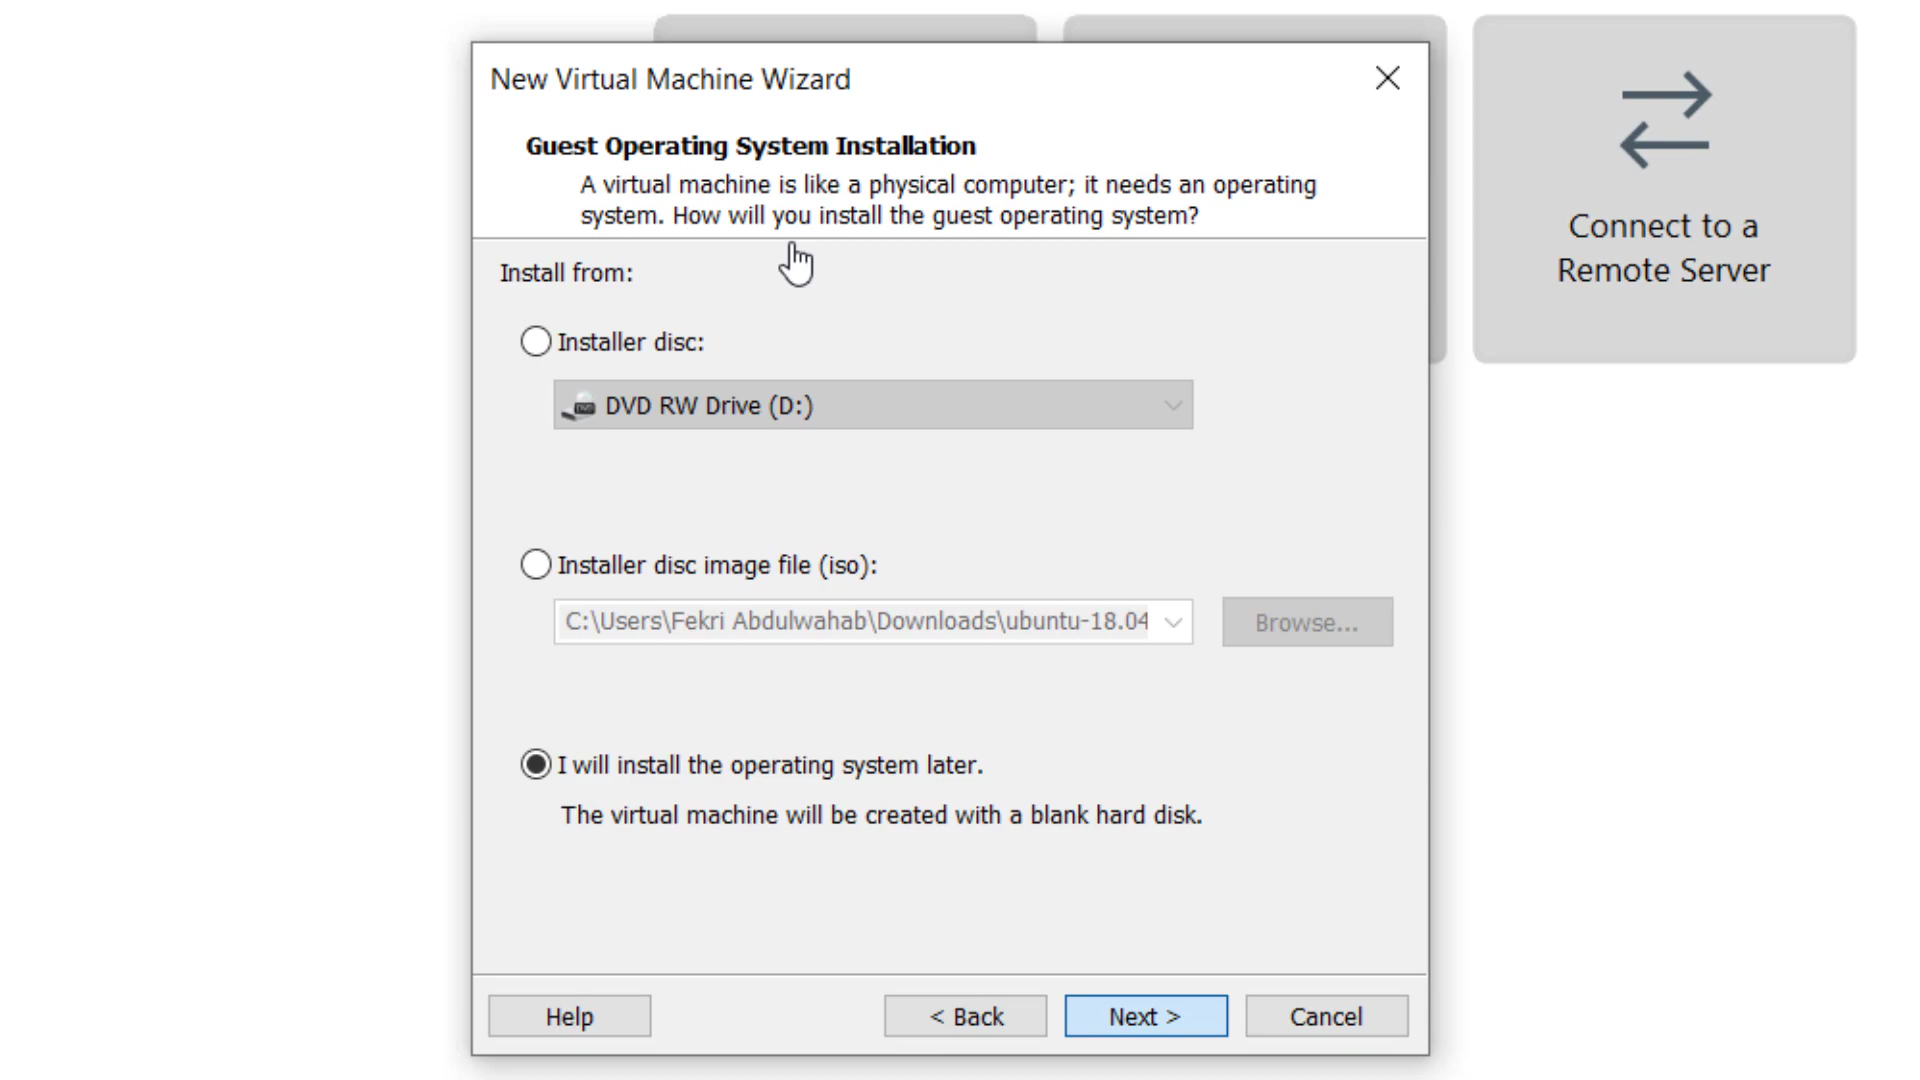 New Virtual Machine Wizard
Guest Operating System Installation
A virtual machine is like a physical computer; it needs an operating
system. How will you install the guest operating system?
Install from:
Installer disc:
DVD RW Drive (D:)
Installer disc image file (iso):
C:\Users\Fekri Abdulwahab\Downloads\ubuntu-18.04
Browse...
I will install the operating system later.
The virtual machine will be created with a blank hard disk.
Help
< Back
Next >
Cancel
Connect to a
Remote Server